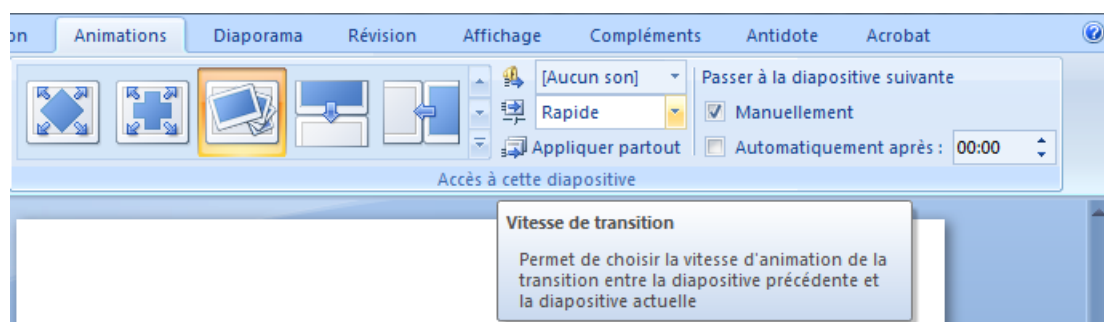 on Animations Diaporama Révision Affichage Compléments Antidote Acrobat
[Aucun son] Passer à la diapositive suivante
Rapide Manuellement
Appliquer partout Automatiquement après : 00:00
Accès à cette diapositive
Vitesse de transition
Permet de choisir la vitesse d'animation de la
transition entre la diapositive précédente et
la diapositive actuelle